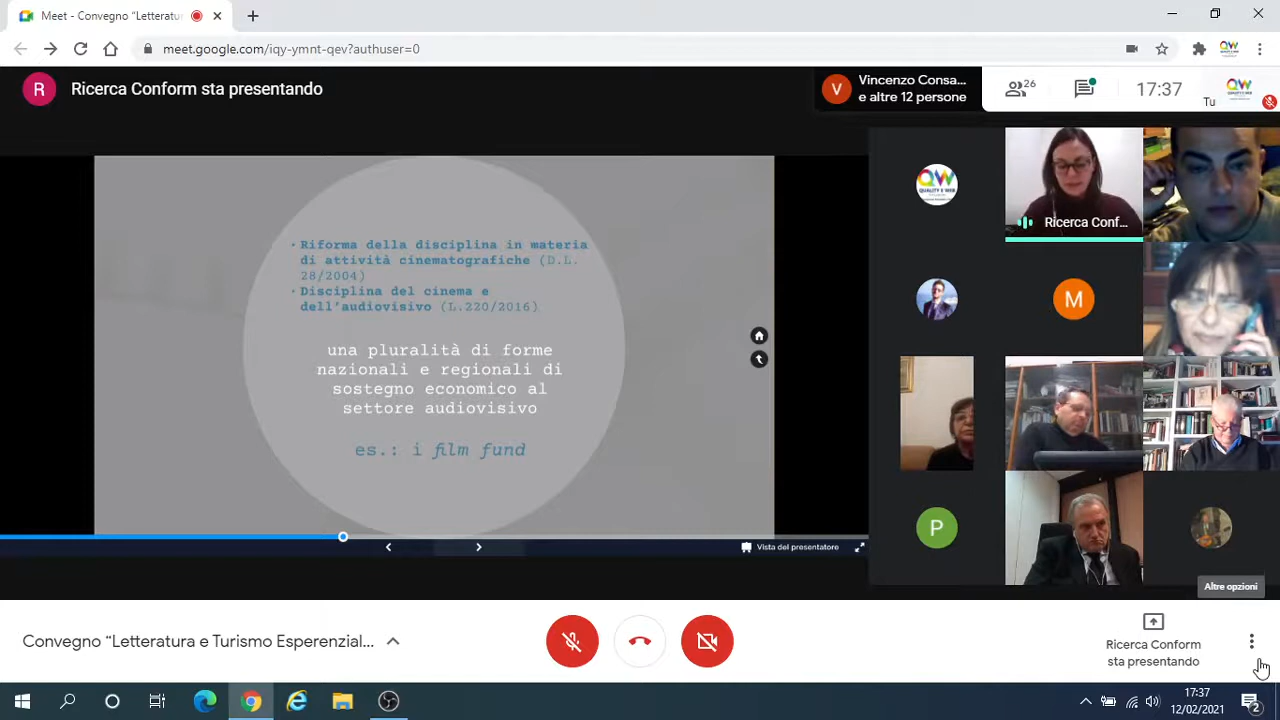 Meet - Convegno “Letteratu
meet.google.com/iqy-ymnt-qev?authuser=0
R
Ricerca Conform sta presentando
V
Vincenzo Consa...
e altre 12 persone
26
17:37
Tu
QW
QUALITY E WEB
Ricerca Conf...
M
P
• Riforma della disciplina in materia
di attività cinematografiche (D.L.
28/2004)
• Disciplina del cinema e
dell’audiovisivo (L.220/2016)
una pluralità di forme
nazionali e regionali di
sostegno economico al
settore audiovisivo
es.: i film fund
Vista del presentatore
Altre opzioni
Convegno “Letteratura e Turismo Esperenzial...
Ricerca Conform
sta presentando
17:37
12/02/2021
2